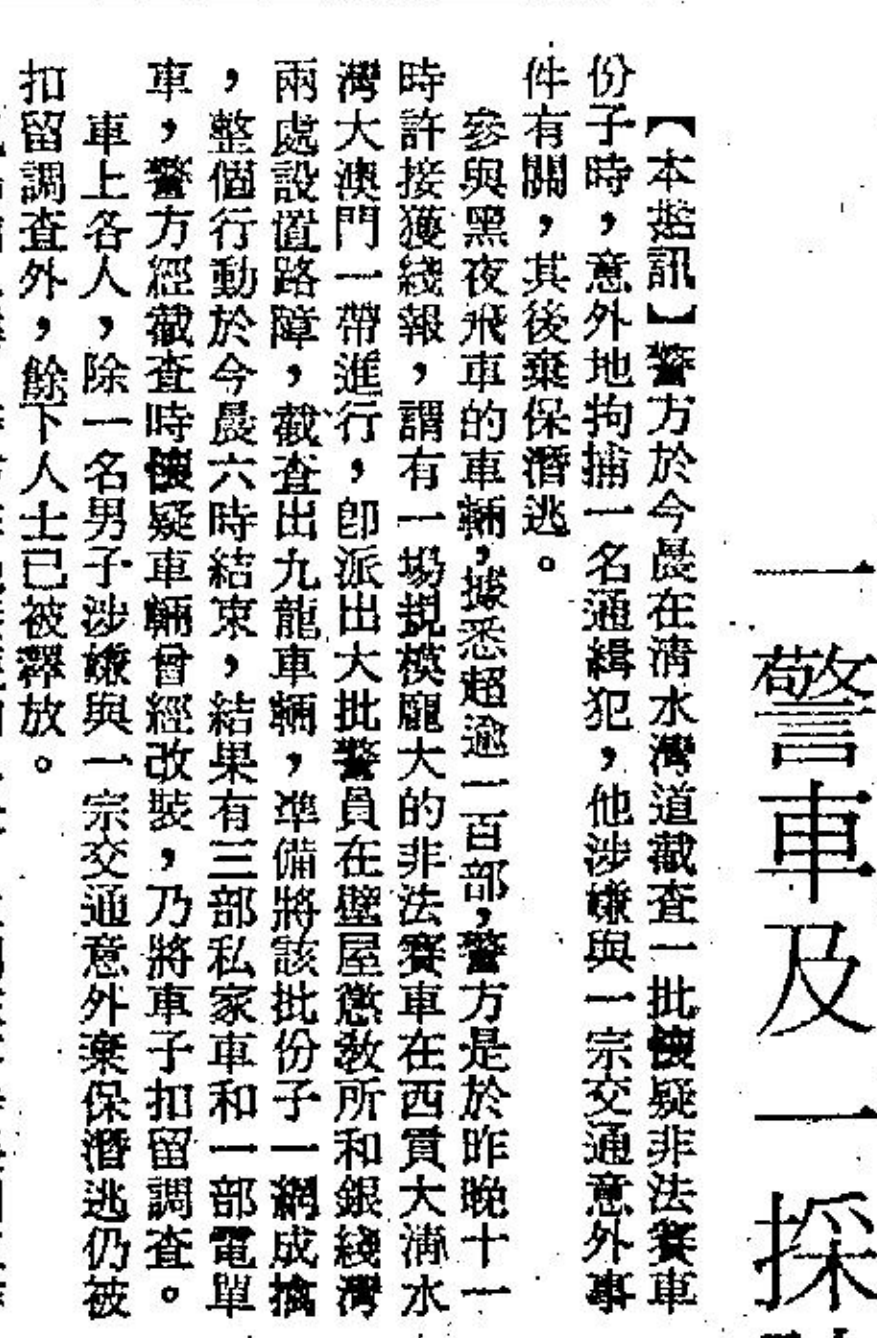 一警車及一探
【本港訊】警方於今晨在清水灣道截查一批懷疑非法賽車
份子時，意外地拘捕一名通緝犯，他涉嫌與一宗交通意外事
件有關，其後棄保潛逃。
參與黑夜飛車的車輛，據悉超逾一百部，警方是於昨晚十一
時許接獲綫報，謂有一場規模龐大的非法賽車在西貢大清水
灣大澳門一帶進行，即派出大批警員在壁屋懲教所和銀綫灣
兩處設置路障，截查出九龍車輛，準備將該批份子一網成擒
，整個行動於今晨六時結束，結果有三部私家車和一部電單
車，警方經截查時懷疑車輛曾經改裝，乃將車子扣留調查。
車上各人，除一名男子涉嫌與一宗交通意外棄保潛逃仍被
扣留調查外，餘下人士已被釋放。